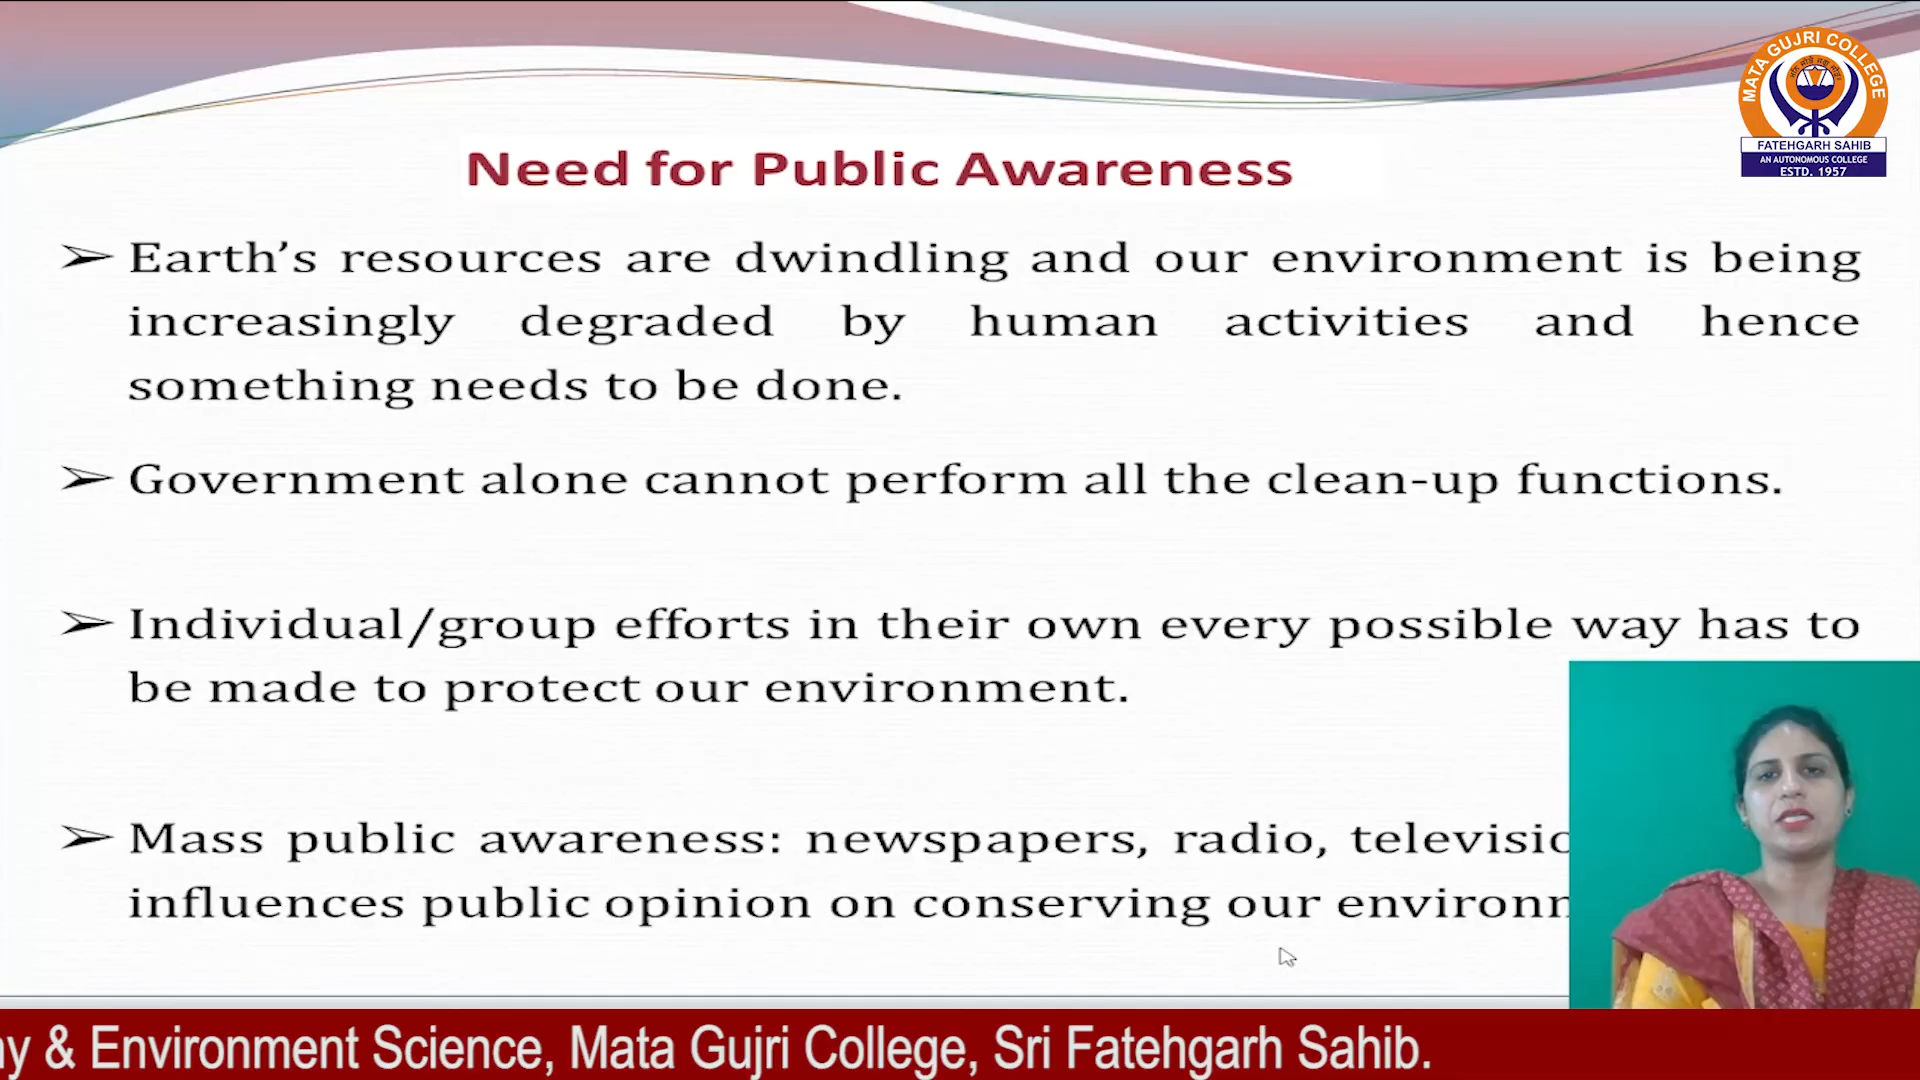 MATA GUJRI COLLEGE
FATEHGARH SAHIB
AN AUTONOMOUS COLLEGE
ESTD. 1957
Need for Public Awareness
➢ Earth’s resources are dwindling and our environment is being
increasingly degraded by human activities and hence
something needs to be done.
➢ Government alone cannot perform all the clean-up functions.
➢ Individual/group efforts in their own every possible way has to
be made to protect our environment.
➢ Mass public awareness: newspapers, radio,
influences public opinion on conserving our
& Environment Science, Mata Gujri College, Sri Fatehgarh Sahib.